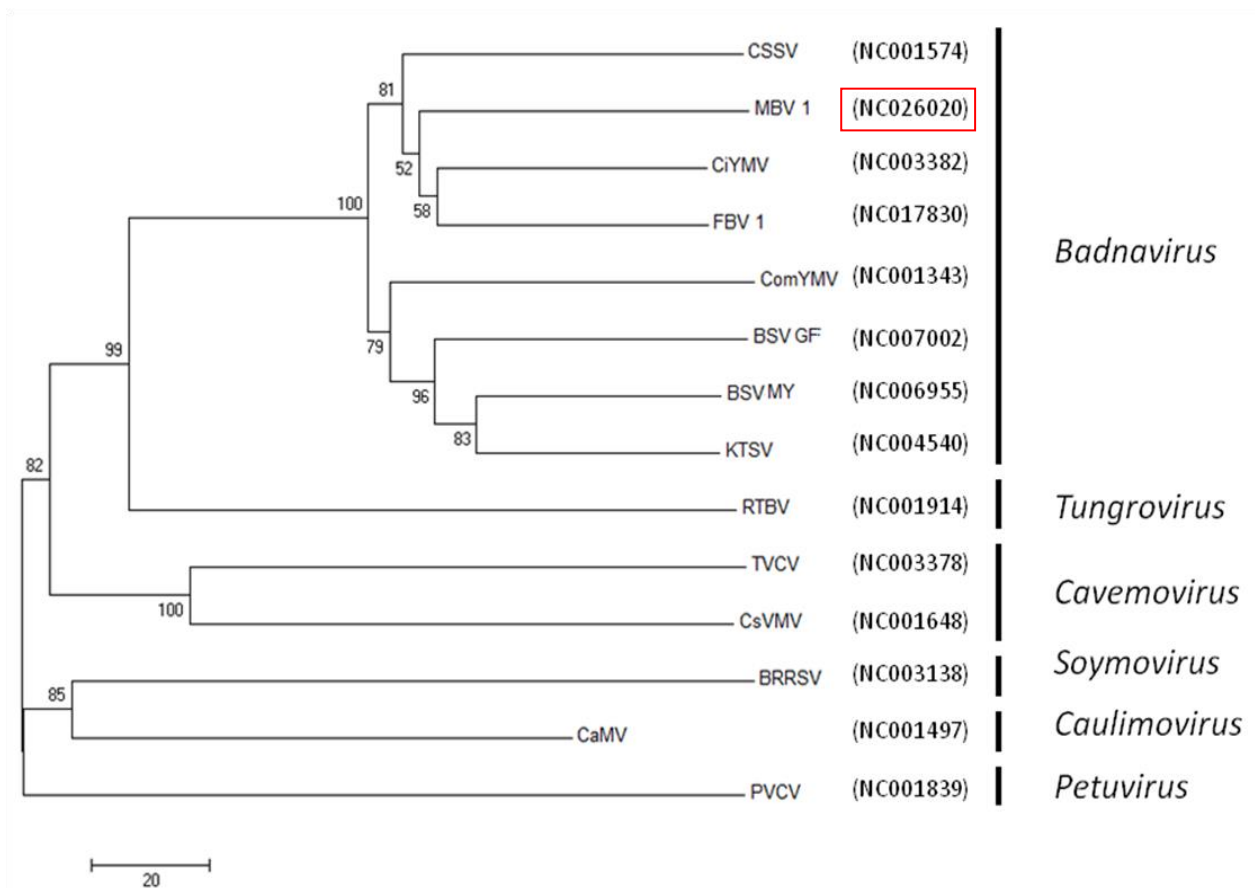 CSSV (NC001574)
81
MBV 1 (NC026020)
52
CiYMV (NC003382)
100
58
FBV 1 (NC017830)
Badnavirus
ComYMV (NC001343)
BSV GF (NC007002)
99
79
96
BSV MY (NC006955)
83
KTSV (NC004540)
82
RTBV (NC001914) Tungrovirus
TVCV (NC003378)
Cavemovirus
100
CsVMV (NC001648)
Soymovirus
BRRSV (NC003138)
85
CaMV (NC001497) Caulimovirus
PVCV (NC001839) Petuvirus
20